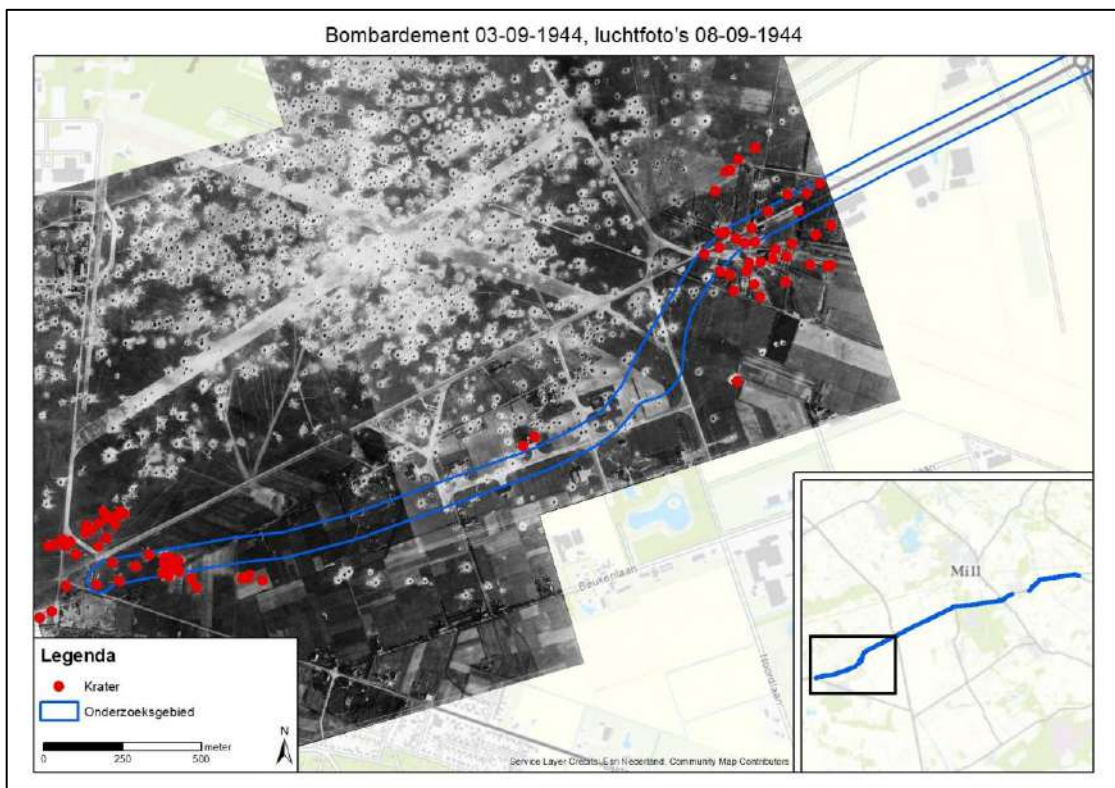 Bombardement 03-09-1944, luchtfoto's 08-09-1944
Beukenlaan
Noordlaan
Mill
Legenda
Krater
Onderzoeksgebied
meter
0 250 500
N
Service Layer Credits: Esri Nederland, Community Map Contributors